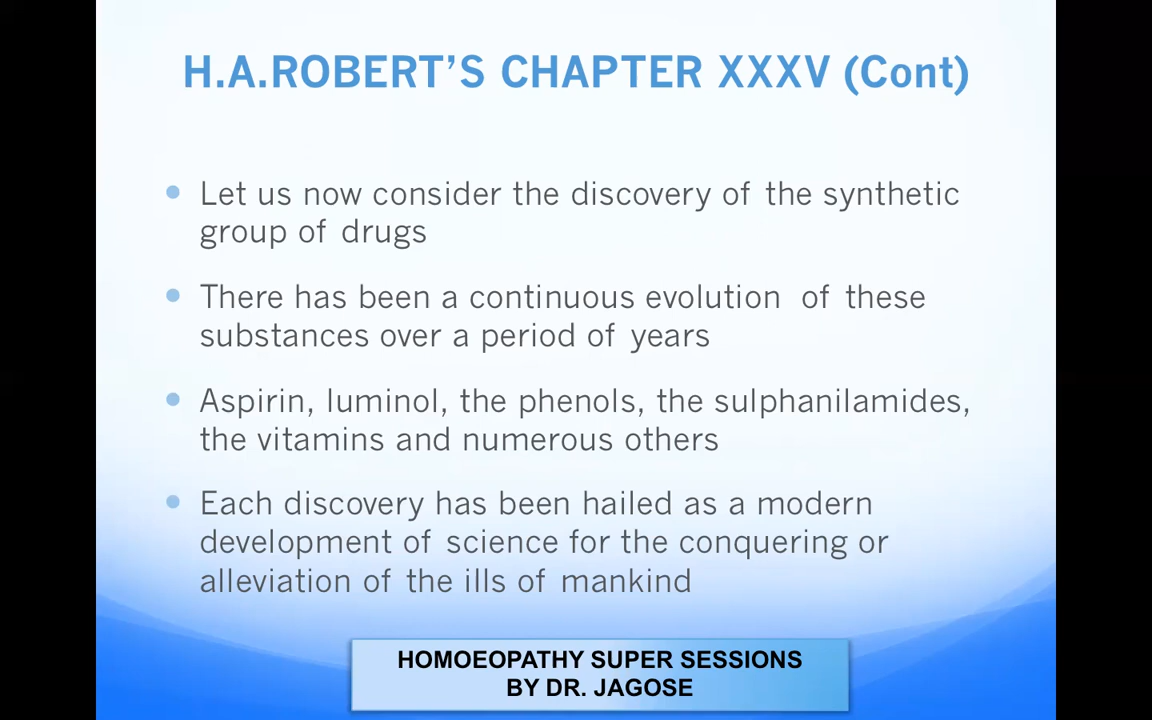 H.A.ROBERT’S CHAPTER XXXV (Cont)
Let us now consider the discovery of the synthetic
group of drugs
There has been a continuous evolution of these
substances over a period of years
Aspirin, luminol, the phenols, the sulphanilamides,
the vitamins and numerous others
Each discovery has been hailed as a modern
development of science for the conquering or
alleviation of the ills of mankind
HOMOEOPATHY SUPER SESSIONS
BY DR. JAGOSE